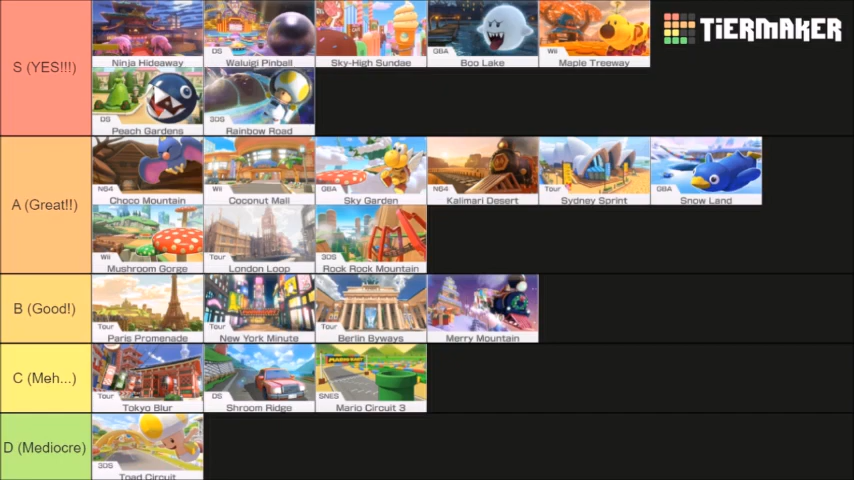 S (YES!!!)
Ninja Hideaway
DS
Waluigi Pinball
Sky-High Sundae
GBA
Boo Lake
Wii
Maple Treeway
TIERMAKER
DS
Peach Gardens
3DS
Rainbow Road
A (Great!!)
N64
Choco Mountain
Wii
Coconut Mall
GBA
Sky Garden
N64
Kalimari Desert
Tour
Sydney Sprint
GBA
Snow Land
Wii
Mushroom Gorge
Tour
London Loop
3DS
Rock Rock Mountain
B (Good!)
Tour
Paris Promenade
Tour
New York Minute
Tour
Berlin Byways
Merry Mountain
C (Meh...)
Tour
Tokyo Blur
DS
Shroom Ridge
MARIO KART
SNES
Mario Circuit 3
D (Mediocre)
3DS
Toad Circuit